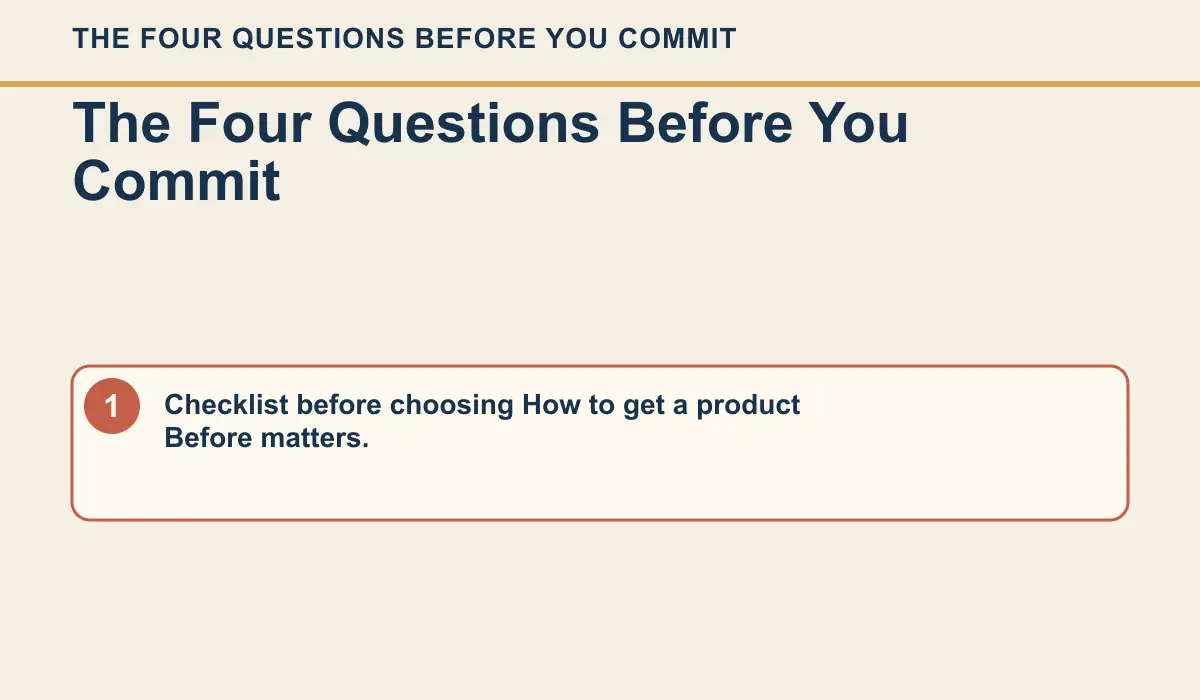 THE FOUR QUESTIONS BEFORE YOU COMMIT
The Four Questions Before You
Commit
1
Checklist before choosing How to get a product
Before matters.